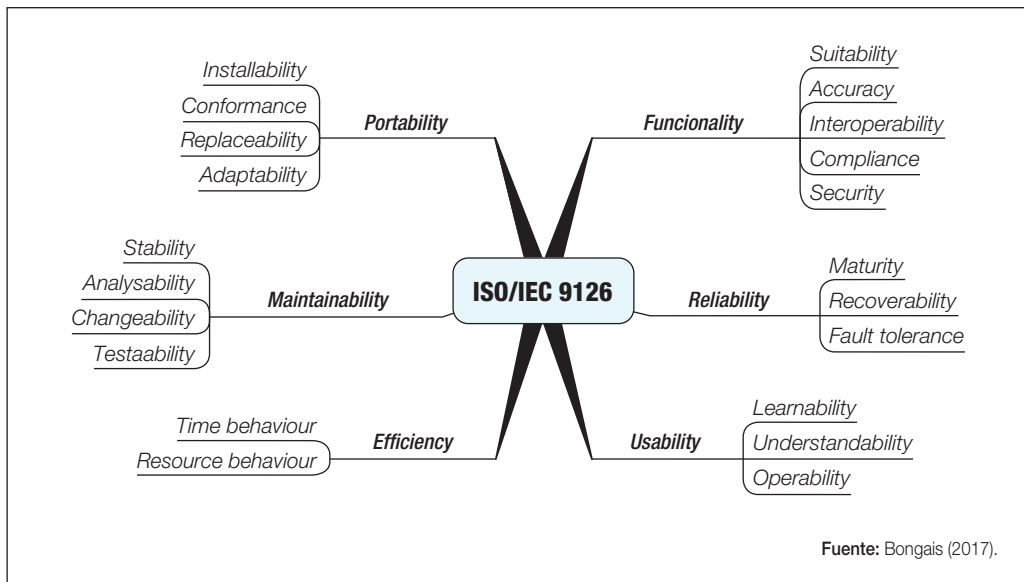 Installability
Conformance
Replaceability
Adaptability
Portability
Stability
Analysability
Changeability
Testaability
Maintainability
Time behaviour
Resource behaviour
Efficiency
ISO/IEC 9126
Funcionality
Suitability
Accuracy
Interoperability
Compliance
Security
Reliability
Maturity
Recoverability
Fault tolerance
Usability
Learnability
Understandability
Operability
Fuente: Bongais (2017).